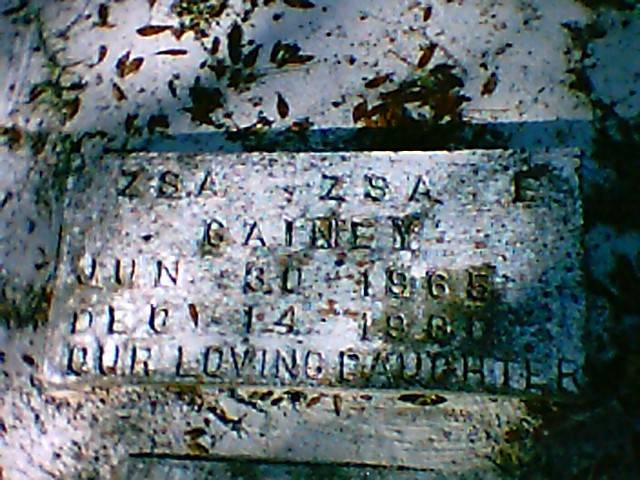 ZSA ZSA E
GAINEY
JUN 30 1965
DEC 14
OUR LOVING DAUGHTER